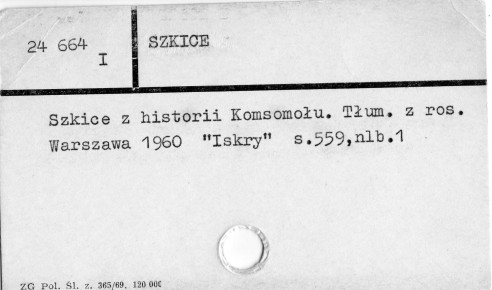 24 664
I
SZKICE
Szkice z historii Komsomołu. Tłum. z ros.
Warszawa 1960 "Iskry" s.559,nlb.1
ZG Pol. Śl. z. 365/69. 120 000